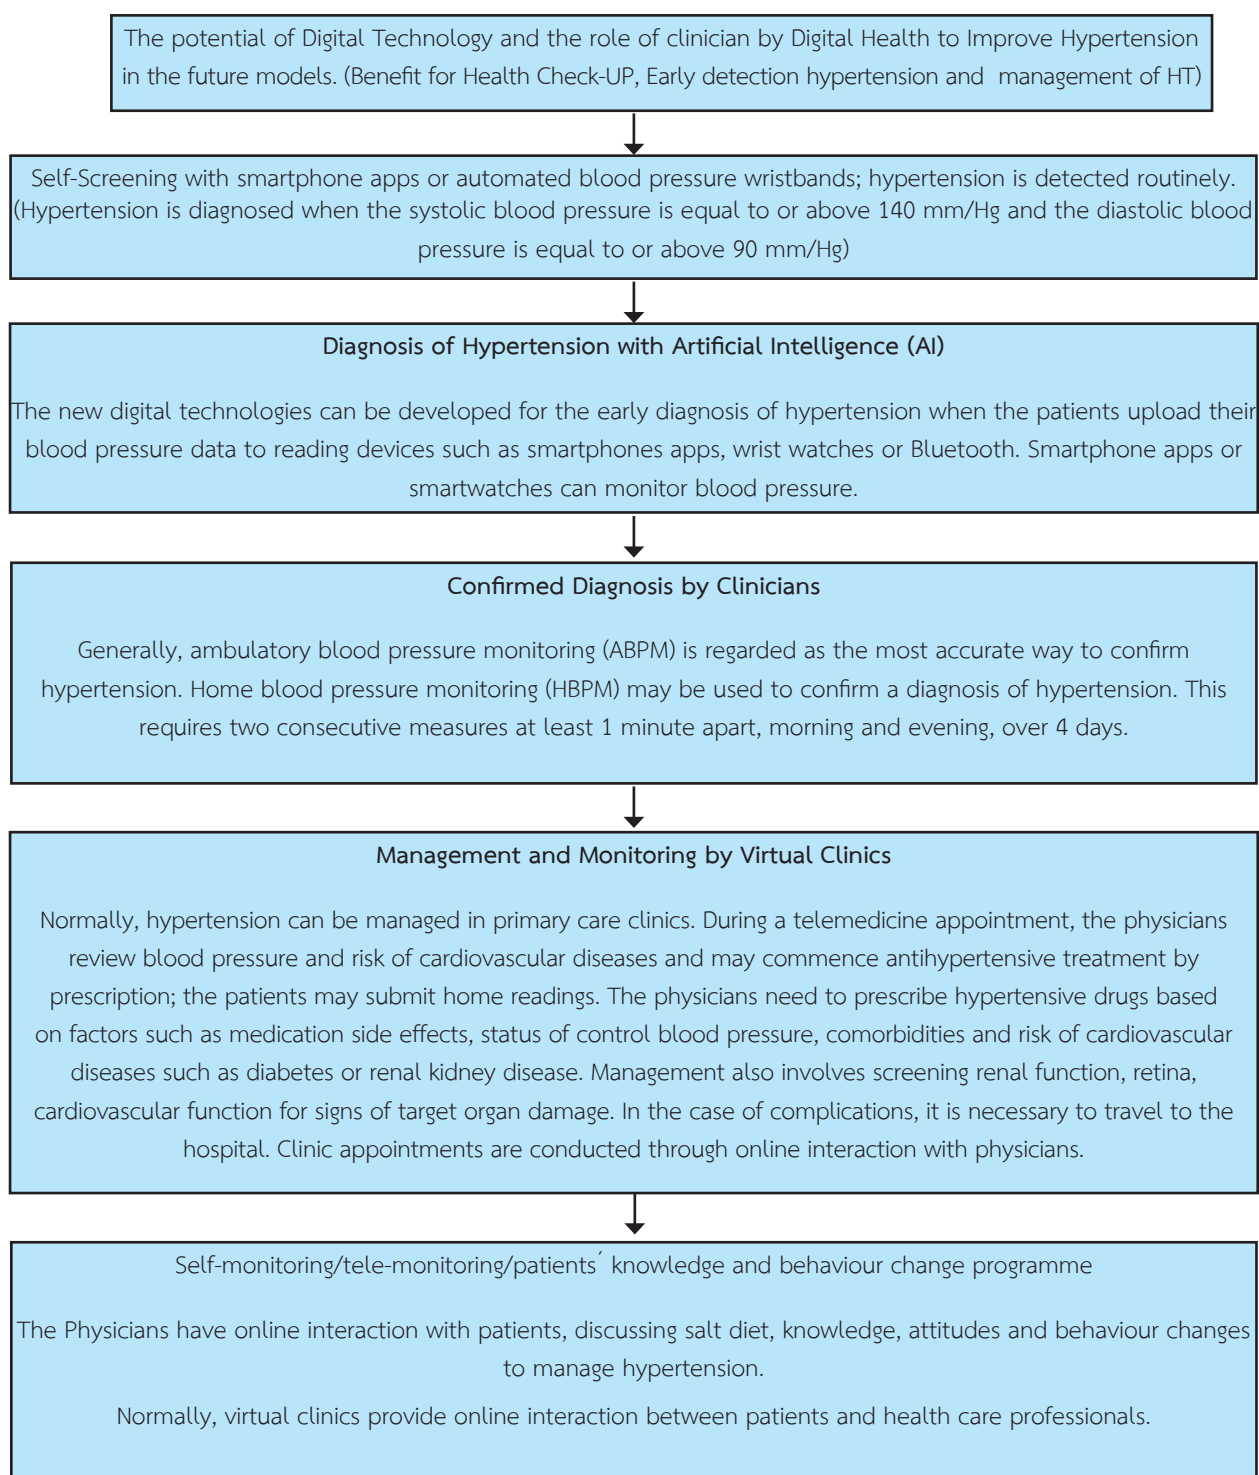 The potential of Digital Technology and the role of clinician by Digital Health to Improve Hypertension
in the future models. (Benefit for Health Check-UP, Early detection hypertension and management of HT)
Self-Screening with smartphone apps or automated blood pressure wristbands; hypertension is detected routinely.
(Hypertension is diagnosed when the systolic blood pressure is equal to or above 140 mm/Hg and the diastolic blood
pressure is equal to or above 90 mm/Hg)
Diagnosis of Hypertension with Artificial Intelligence (AI)
The new digital technologies can be developed for the early diagnosis of hypertension when the patients upload their
blood pressure data to reading devices such as smartphones apps, wrist watches or Bluetooth. Smartphone apps or
smartwatches can monitor blood pressure.
Confirmed Diagnosis by Clinicians
Generally, ambulatory blood pressure monitoring (ABPM) is regarded as the most accurate way to confirm
hypertension. Home blood pressure monitoring (HBPM) may be used to confirm a diagnosis of hypertension. This
requires two consecutive measures at least 1 minute apart, morning and evening, over 4 days.
Management and Monitoring by Virtual Clinics
Normally, hypertension can be managed in primary care clinics. During a telemedicine appointment, the physicians
review blood pressure and risk of cardiovascular diseases and may commence antihypertensive treatment by
prescription; the patients may submit home readings. The physicians need to prescribe hypertensive drugs based
on factors such as medication side effects, status of control blood pressure, comorbidities and risk of cardiovascular
diseases such as diabetes or renal kidney disease. Management also involves screening renal function, retina,
cardiovascular function for signs of target organ damage. In the case of complications, it is necessary to travel to the
hospital. Clinic appointments are conducted through online interaction with physicians.
Self-monitoring/tele-monitoring/patients´ knowledge and behaviour change programme
The Physicians have online interaction with patients, discussing salt diet, knowledge, attitudes and behaviour changes
to manage hypertension.
Normally, virtual clinics provide online interaction between patients and health care professionals.